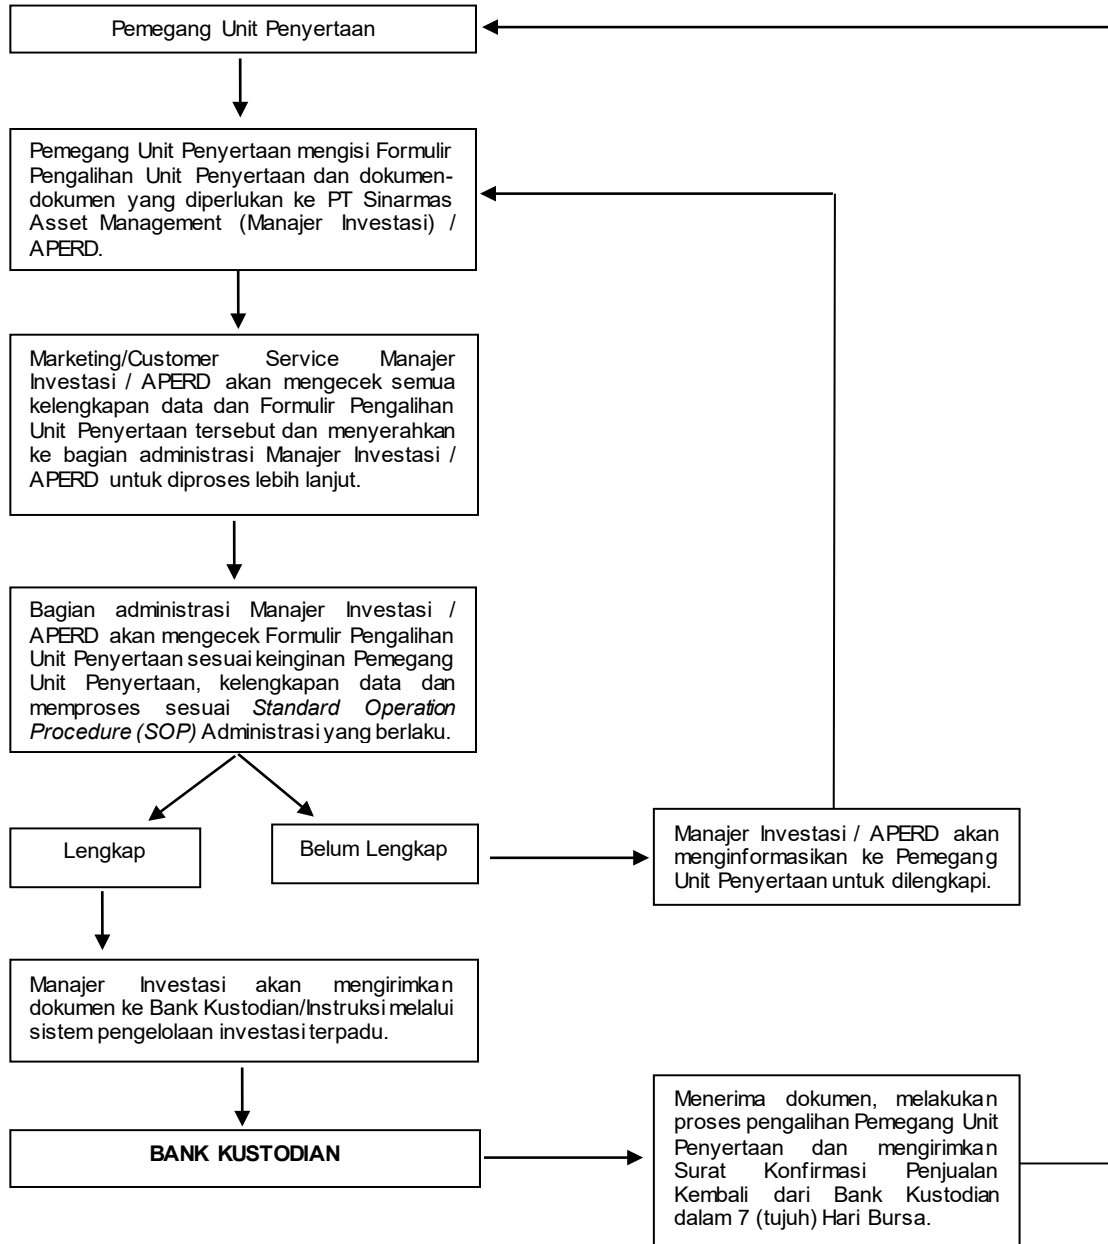 Pemegang Unit Penyertaan
Pemegang Unit Penyertaan mengisi Formulir
Pengalihan Unit Penyertaan dan dokumen-
dokumen yang diperlukan ke PT Sinarmas
Asset Management (Manajer Investasi) /
APERD.
Marketing/Customer Service Manajer
Investasi / APERD akan mengecek semua
kelengkapan data dan Formulir Pengalihan
Unit Penyertaan tersebut dan menyerahkan
ke bagian administrasi Manajer Investasi /
APERD untuk diproses lebih lanjut.
Bagian administrasi Manajer Investasi /
APERD akan mengecek Formulir Pengalihan
Unit Penyertaan sesuai keinginan Pemegang
Unit Penyertaan, kelengkapan data dan
memproses sesuai Standard Operation
Procedure (SOP) Administrasi yang berlaku.
Lengkap
Belum Lengkap
Manajer Investasi / APERD akan
menginformasikan ke Pemegang
Unit Penyertaan untuk dilengkapi.
Manajer Investasi akan mengirimkan
dokumen ke Bank Kustodian/Instruksi melalui
sistem pengelolaan investasi terpadu.
BANK KUSTODIAN
Menerima dokumen, melakukan
proses pengalihan Pemegang Unit
Penyertaan dan mengirimkan
Surat Konfirmasi Penjualan
Kembali dari Bank Kustodian
dalam 7 (tujuh) Hari Bursa.